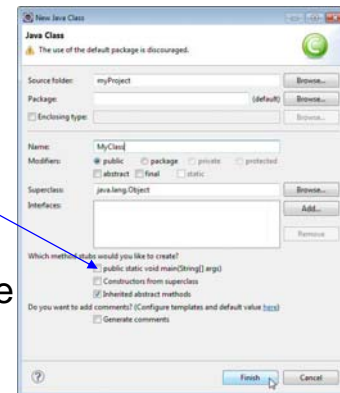 New Java Class
Java Class
The use of the default package is discouraged.
Source folder: myProject Browse...
Package: (default) Browse...
Enclosing type: Browse...
Name: MyClass
Modifiers: public package private protected
abstract final static
Superclass: java.lang.Object Browse...
Interfaces: Add...
Remove
Which method stubs would you like to create?
public static void main(String[] args)
Constructors from superclass
Inherited abstract methods
e
Do you want to add comments? (Configure templates and default value here)
Generate comments
? Finish Cancel